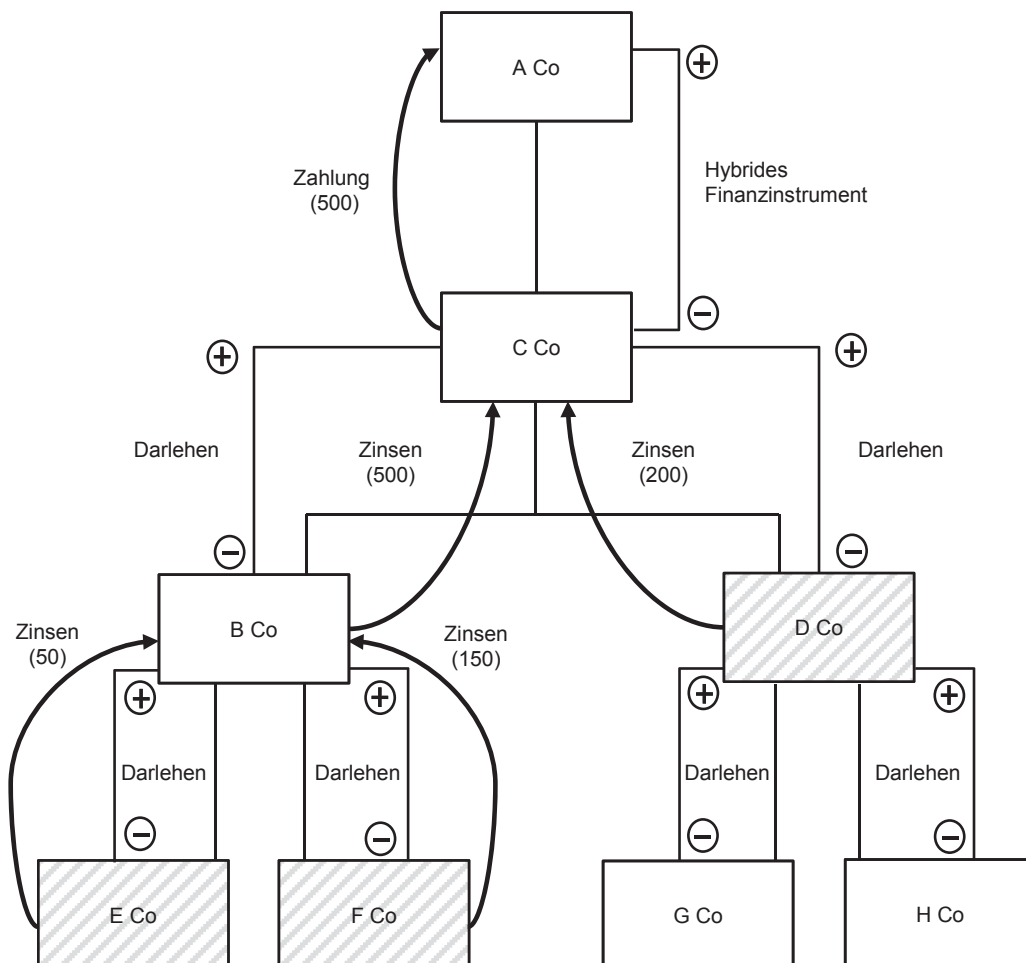 A Co
Zahlung
(500)
Hybrides
Finanzinstrument
C Co
Darlehen
Zinsen
(500)
Zinsen
(200)
Darlehen
Zinsen
(50)
B Co
Zinsen
(150)
D Co
Darlehen
Darlehen
Darlehen
Darlehen
E Co
F Co
G Co
H Co